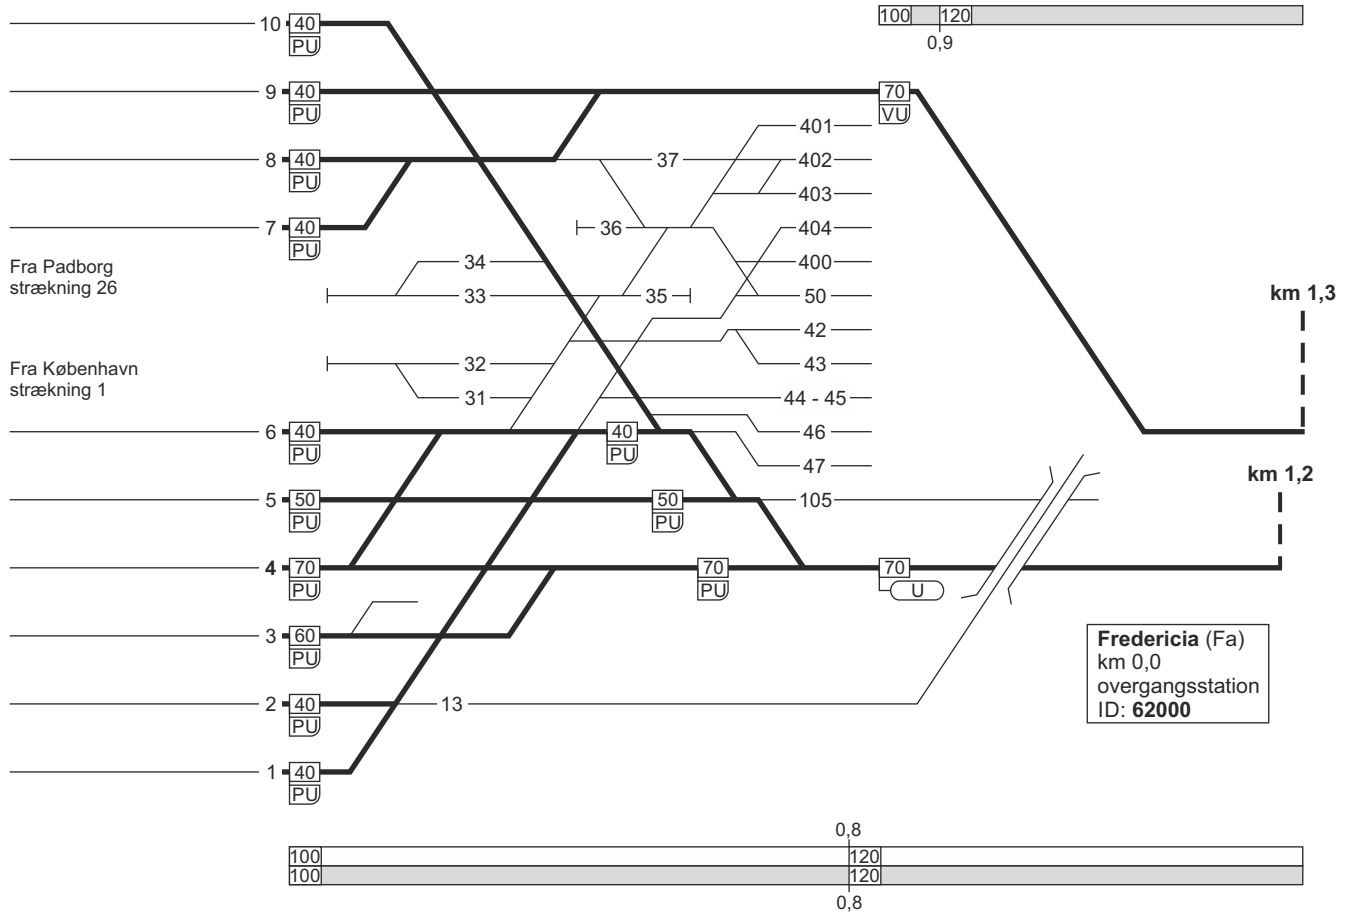 10 40
PU
100 120
0,9
9 40
PU
70
VU
401
8 40
PU
37
402
403
7 40
PU
36
404
Fra Padborg
strækning 26
34
400
33
35
50
km 1,3
42
Fra København
strækning 1
32
43
31
44 - 45
6 40
PU
40
PU
46
47
km 1,2
5 50
PU
50
PU
105
4 70
PU
70
PU
70
U
3 60
PU
Fredericia (Fa)
km 0,0
overgangsstation
ID: 62000
2 40
PU
13
1 40
PU
0,8
100 120
100 120
0,8